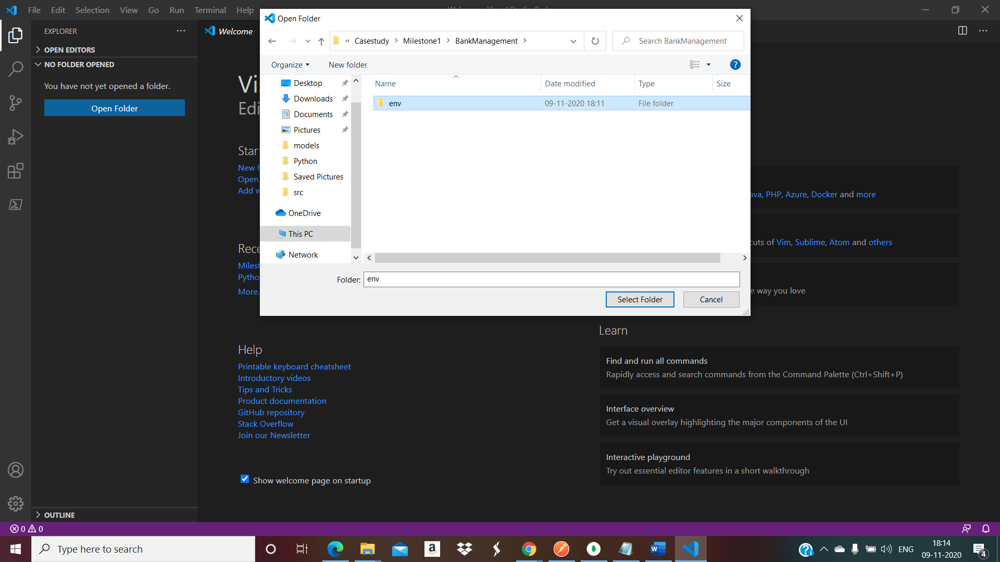 File Edit Selection View Go Run Terminal Help
Open Folder
EXPLORER
Welcome
« Casestudy > Milestone1 > BankManagement >
Search BankManagement
OPEN EDITORS
NO FOLDER OPENED
You have not yet opened a folder.
Open Folder
Organize
New folder
?
Desktop
Downloads
Documents
Pictures
models
Python
Saved Pictures
src
OneDrive
This PC
Network
Name Date modified Type Size
env 09-11-2020 18:11 File folder
Folder: env
Select Folder Cancel
PHP, Azure, Docker and more
of Vim, Sublime, Atom and others
way you love
New
Open
Add
More.
Help
Printable keyboard cheatsheet
Introductory videos
Tips and Tricks
Product documentation
GitHub repository
Stack Overflow
Join our Newsletter
Show welcome page on startup
Learn
Find and run all commands
Rapidly access and search commands from the Command Palette (Ctrl+Shift+P)
Interface overview
Get a visual overlay highlighting the major components of the UI
Interactive playground
Try out essential editor features in a short walkthrough
OUTLINE
0 0
Type here to search
ENG
18:14
09-11-2020
4